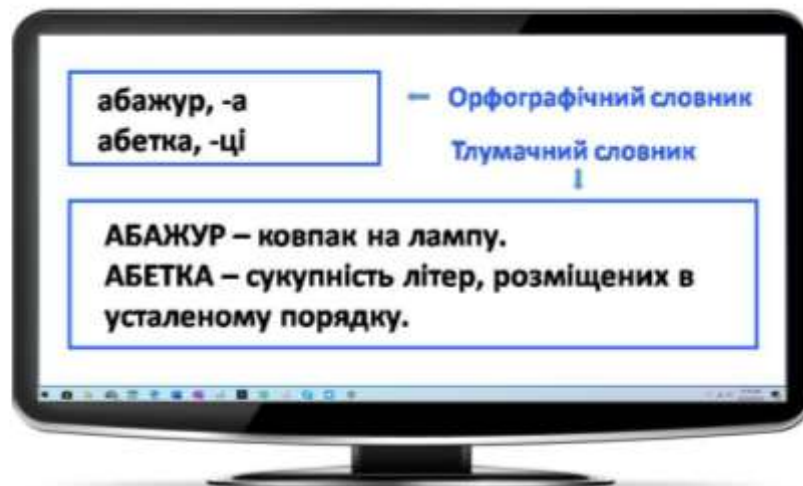 абажур, -а
абетка, -ці
– Орфографічний словник
Тлумачний словник
АБАЖУР – ковпак на лампу.
АБЕТКА – сукупність літер, розміщених в
усталеному порядку.